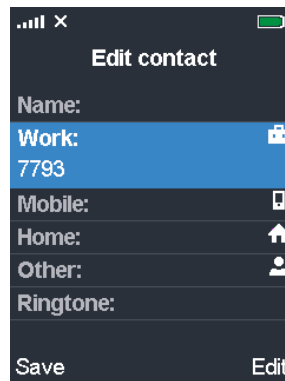 Edit contact
Name:
Work:
7793
Mobile:
Home:
Other:
Ringtone:
Save Edit